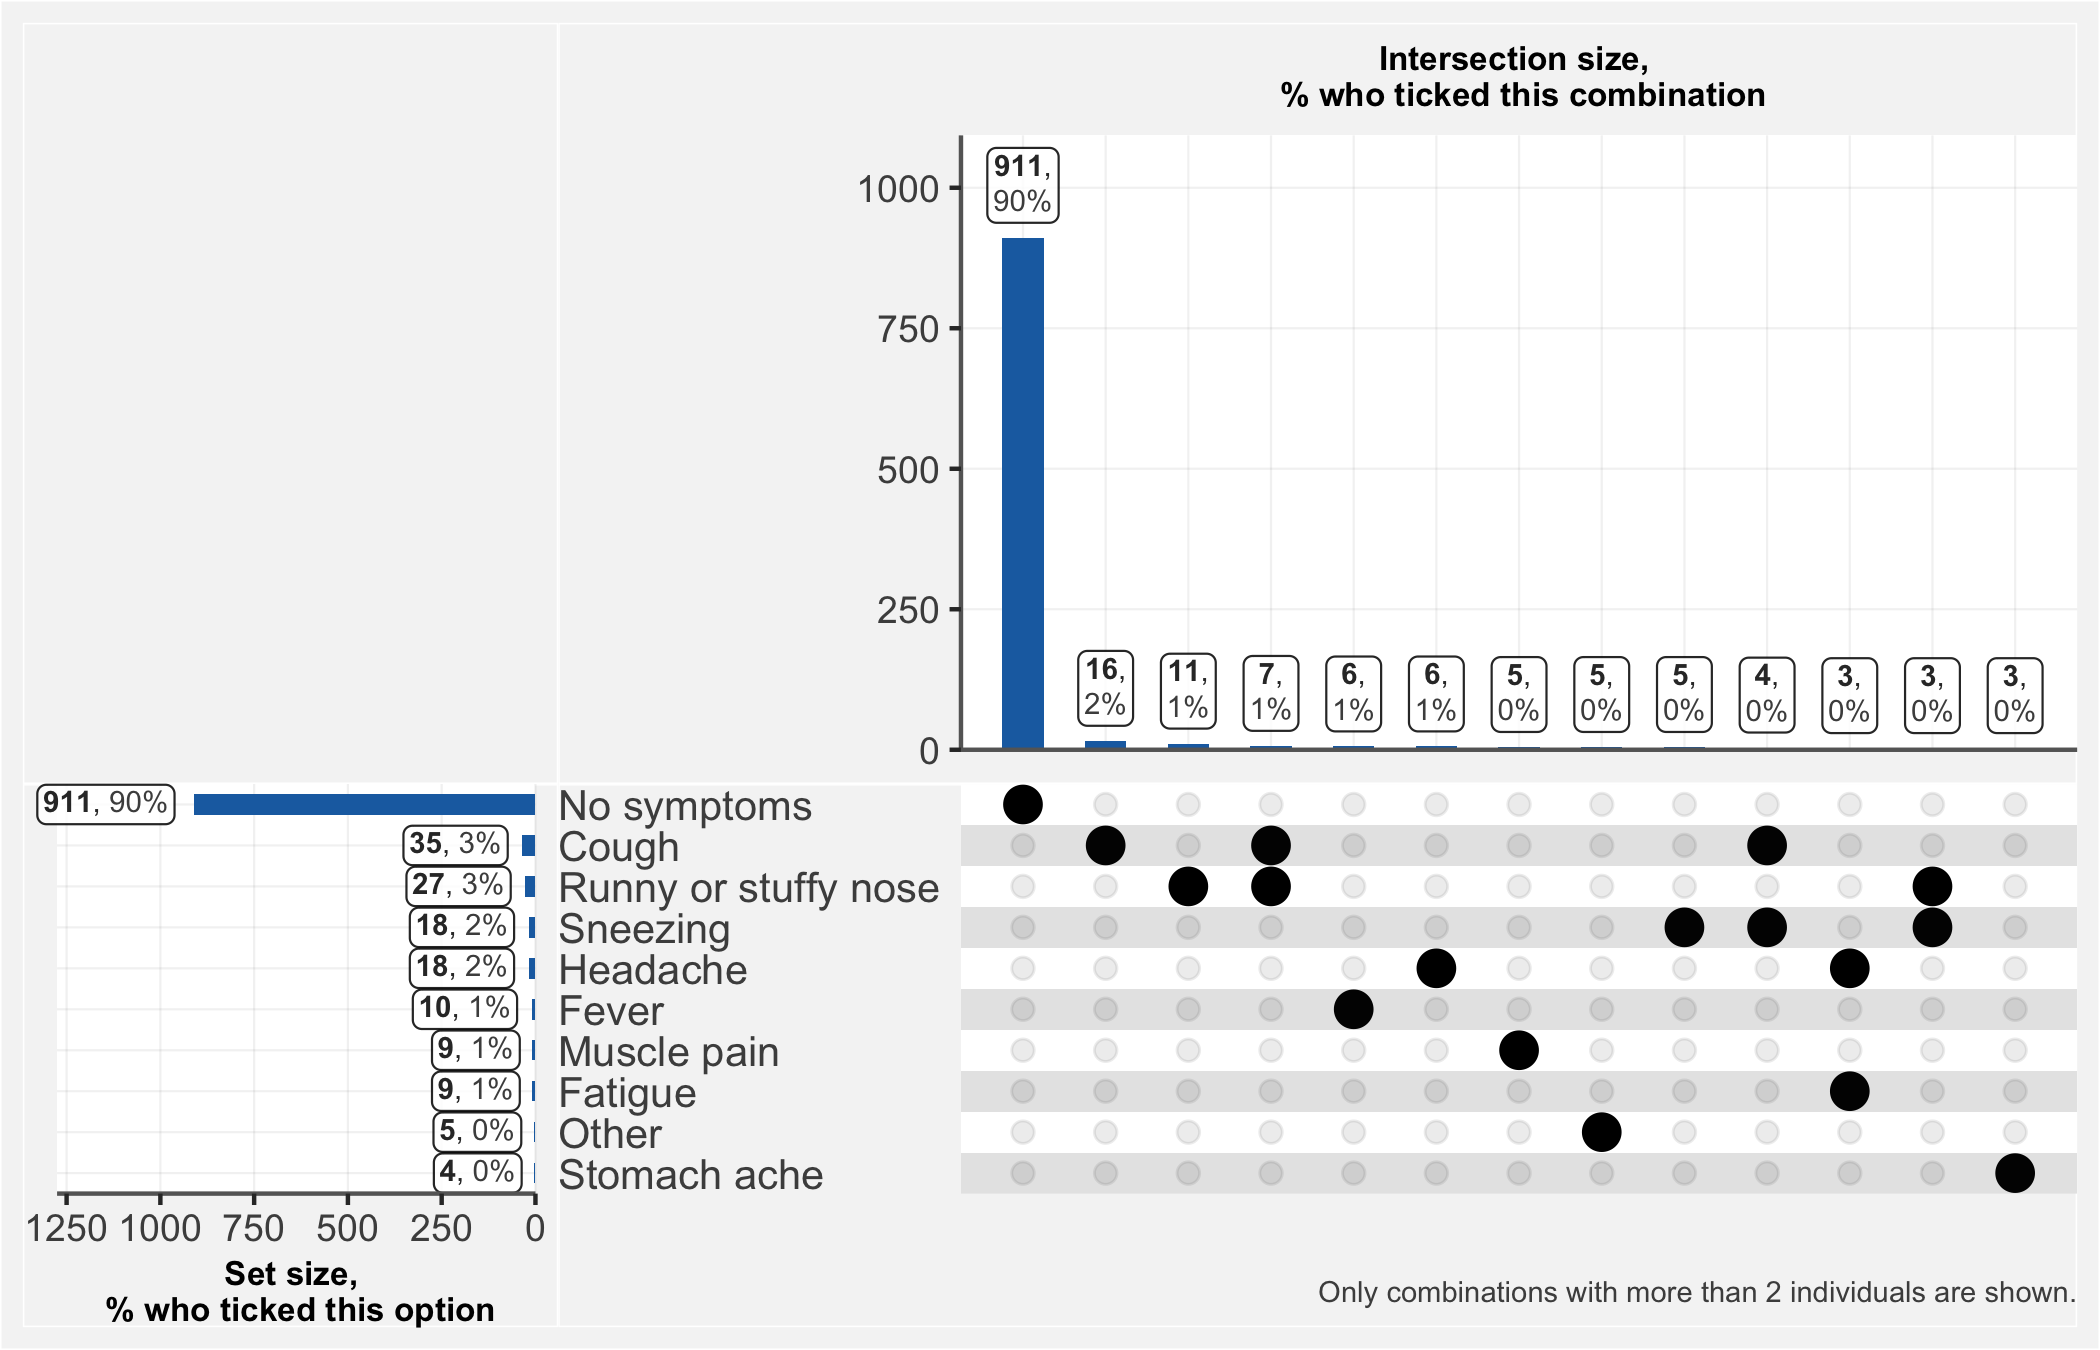 Intersection size,
% who ticked this combination
1000
750
500
250
0
911,
90%
16,
2%
11,
1%
7,
1%
6,
1%
6,
1%
5,
0%
5,
0%
5,
0%
4,
0%
3,
0%
3,
0%
3,
0%
911, 90% No symptoms
35, 3% Cough
27, 3% Runny or stuffy nose
18, 2% Sneezing
18, 2% Headache
10, 1% Fever
9, 1% Muscle pain
9, 1% Fatigue
5, 0% Other
4, 0% Stomach ache
1250 1000 750 500 250 0
Set size,
% who ticked this option
Only combinations with more than 2 individuals are shown.